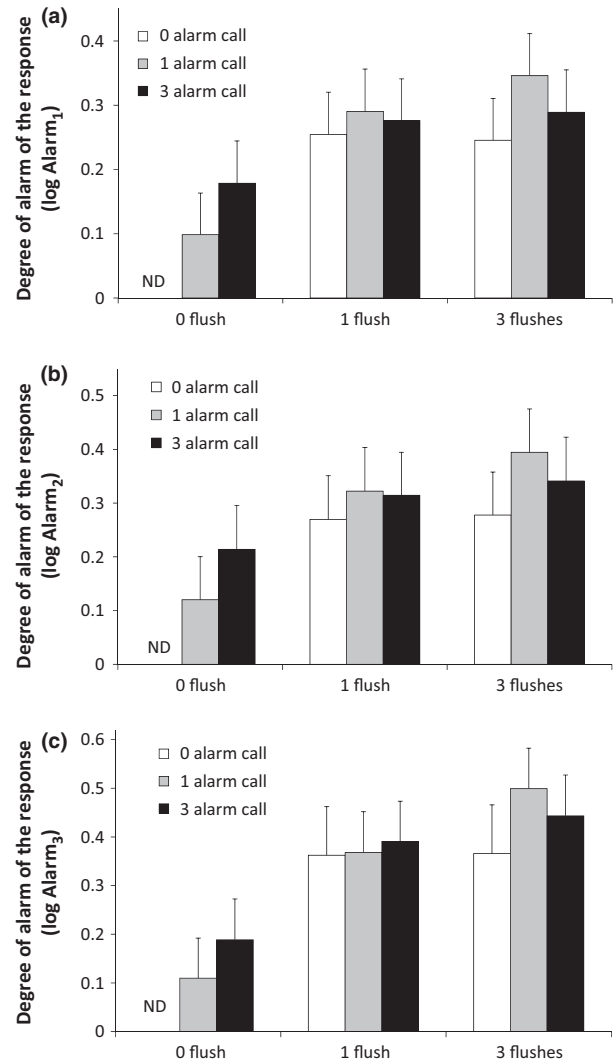 (a)
0 alarm call
1 alarm call
3 alarm call
Degree of alarm of the response
(log Alarm₁)
0.4
0.3
0.2
0.1
0
ND
0 flush
1 flush
3 flushes
(b)
0 alarm call
1 alarm call
3 alarm call
Degree of alarm of the response
(log Alarm₂)
0.5
0.4
0.3
0.2
0.1
0
ND
0 flush
1 flush
3 flushes
(c)
0 alarm call
1 alarm call
3 alarm call
Degree of alarm of the response
(log Alarm₃)
0.6
0.5
0.4
0.3
0.2
0.1
0
ND
0 flush
1 flush
3 flushes